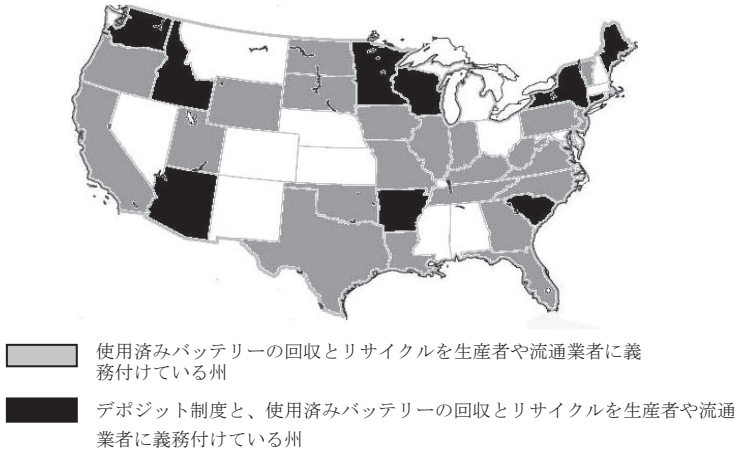 使用済みバッテリーの回収とリサイクルを生産者や流通業者に義
務付けている州
デポジット制度と、使用済みバッテリーの回収とリサイクルを生産者や流通
業者に義務付けている州